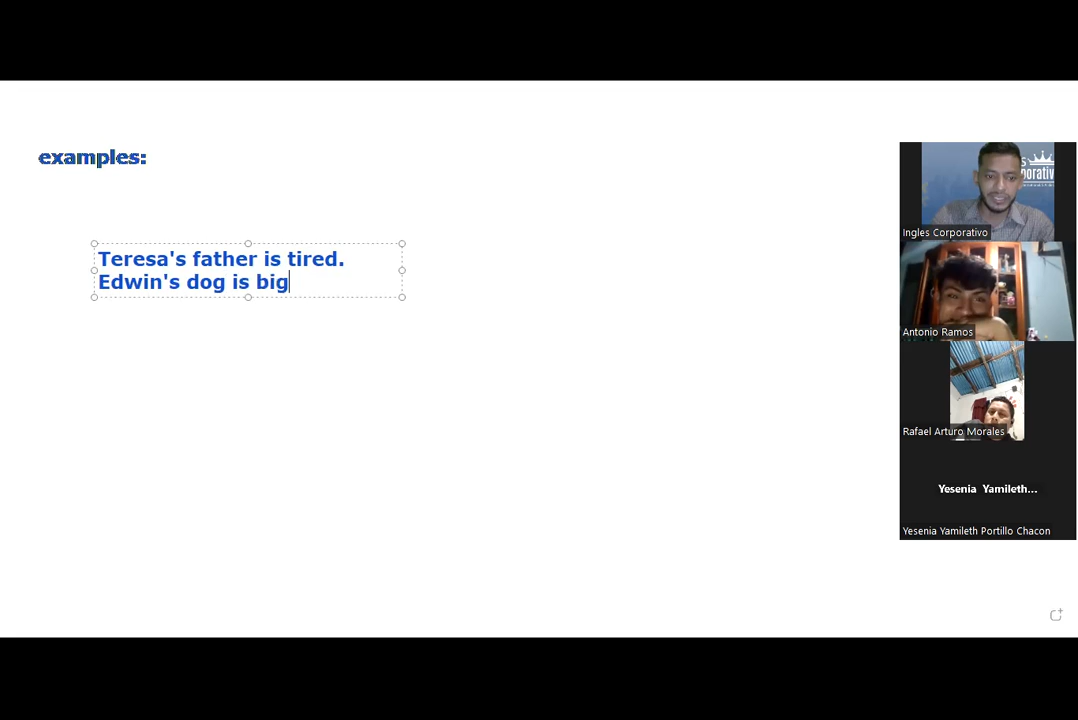 examples:
Teresa's father is tired.
Edwin's dog is big
Ingles Corporativo
Antonio Ramos
Rafael Arturo Morales
Yesenia Yamileth...
Yesenia Yamileth Portillo Chacon